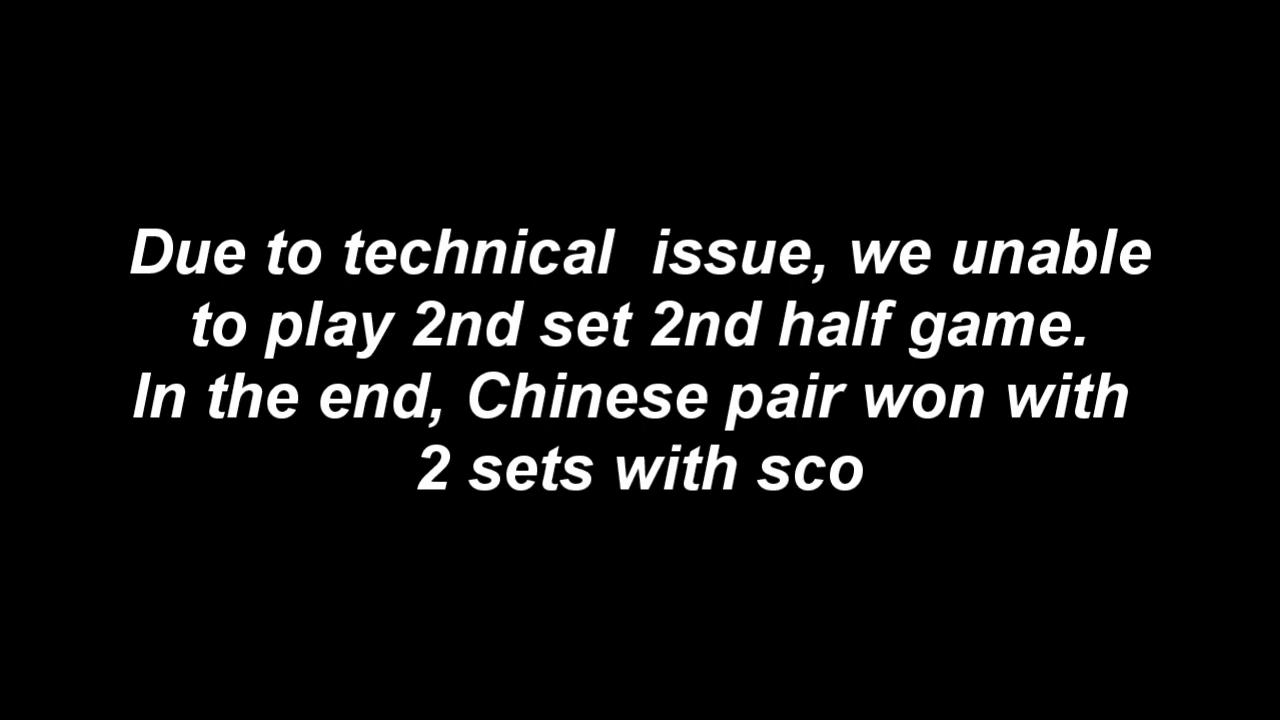 Due to technical  issue, we unable
to play 2nd set 2nd half game.
In the end, Chinese pair won with
2 sets with sco